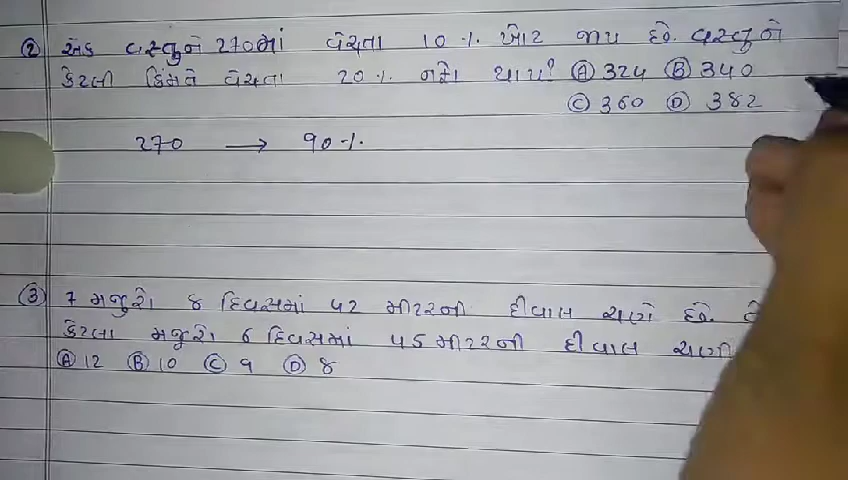 ② એક વસ્તુને 270માં વેચતા 10 % ખોટ જાય છે. વસ્તુને
કેટલી કિંમતે વેચતા 20 % નફો થાય? Ⓐ 324 Ⓑ 340
Ⓒ 360 Ⓓ 382
270 → 90 %
③ 7 મજુરો 8 દિવસમાં 42 મીટરની દીવાલ ચણે છે.
કેટલા મજુરો 6 દિવસમાં 45 મીટરની દીવાલ ચણી
Ⓐ 12 Ⓑ 10 Ⓒ 9 Ⓓ 8